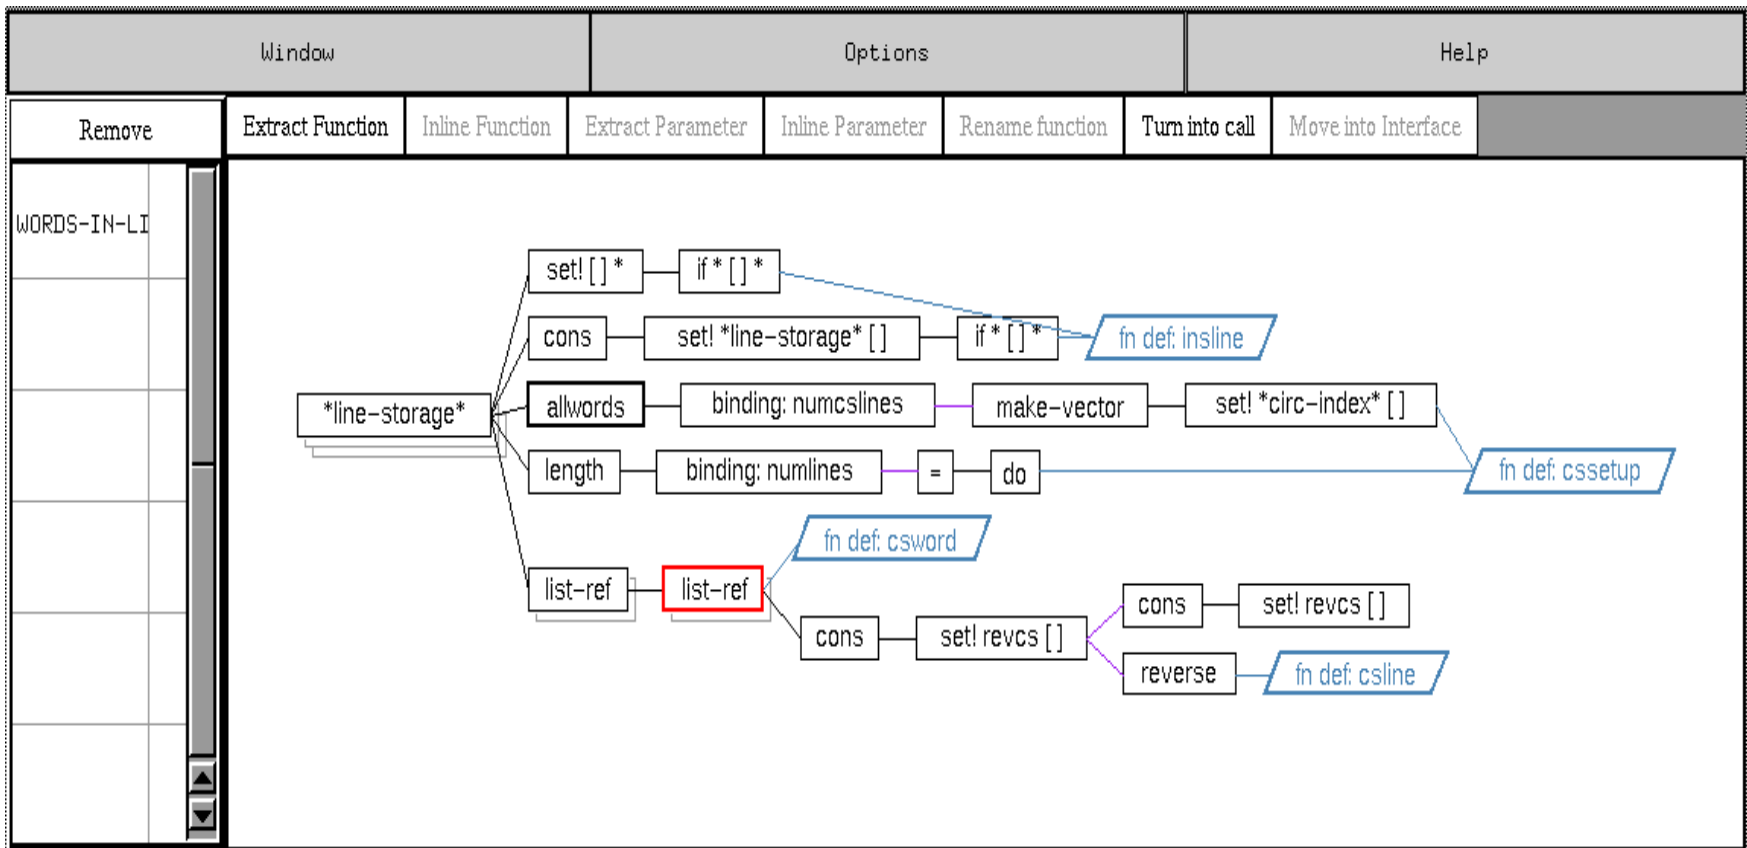 Window Options Help
Remove Extract Function Inline Function Extract Parameter Inline Parameter Rename function Turn into call Move into Interface
WORDS-IN-LI
set! [ ] * if * [ ] *
cons set! *line-storage* [ ] if * [ ] * fn def: insline
*line-storage* allwords binding: numcslines make-vector set! *circ-index* [ ]
length binding: numlines = do fn def: cssetup
fn def: csword
list-ref list-ref
cons set! revcs [ ]
cons set! revcs [ ]
reverse fn def: csline